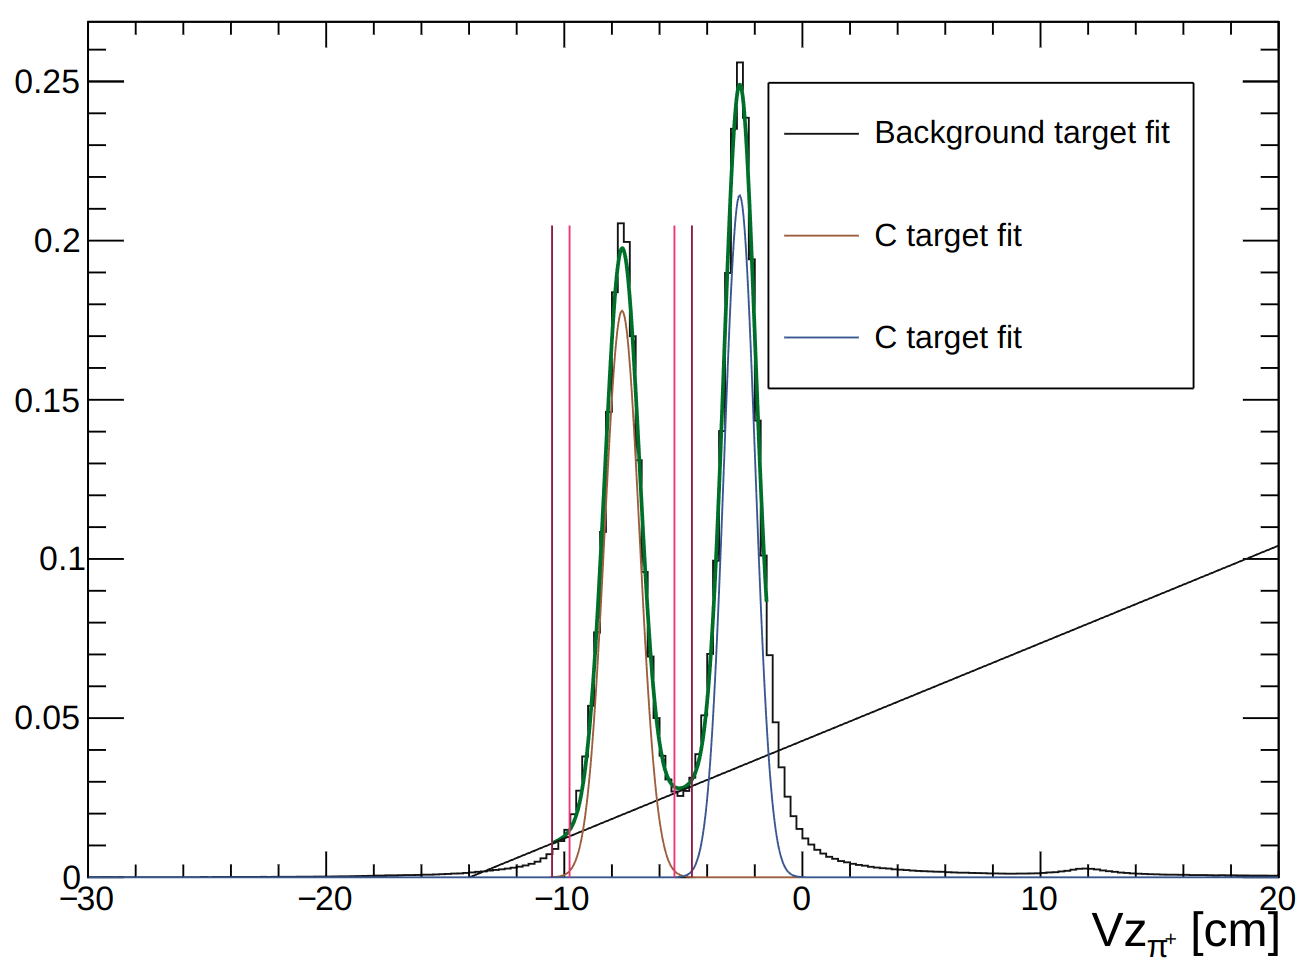 0.25
0.2
0.15
0.1
0.05
0
Background target fit
C target fit
C target fit
−30 −20 −10 0 10 20
Vz_π⁺ [cm]